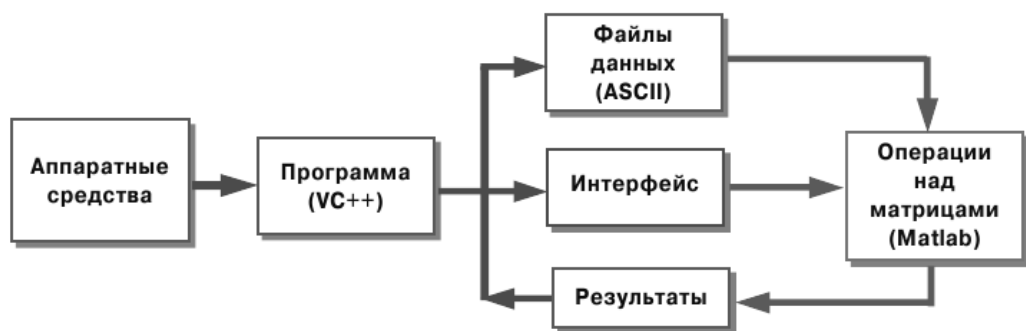 Аппаратные
средства
Программа
(VC++)
Файлы
данных
(ASCII)
Интерфейс
Результаты
Операции
над
матрицами
(Matlab)